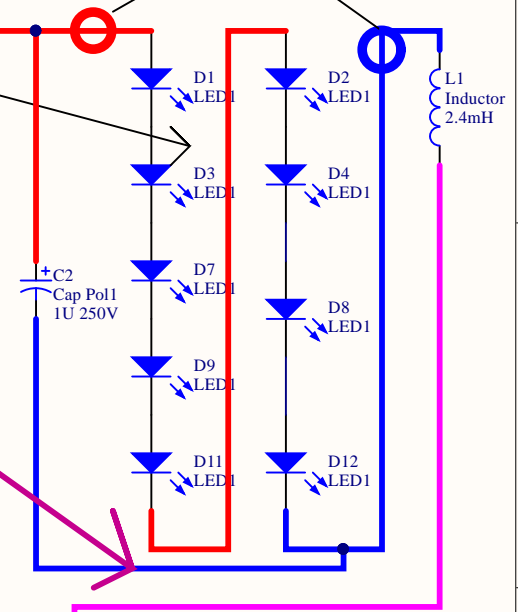 D1
LED1
D2
LED1
L1
Inductor
2.4mH
D3
LED1
D4
LED1
D7
LED1
+
C2
Cap Pol1
1U 250V
D8
LED1
D9
LED1
D11
LED1
D12
LED1